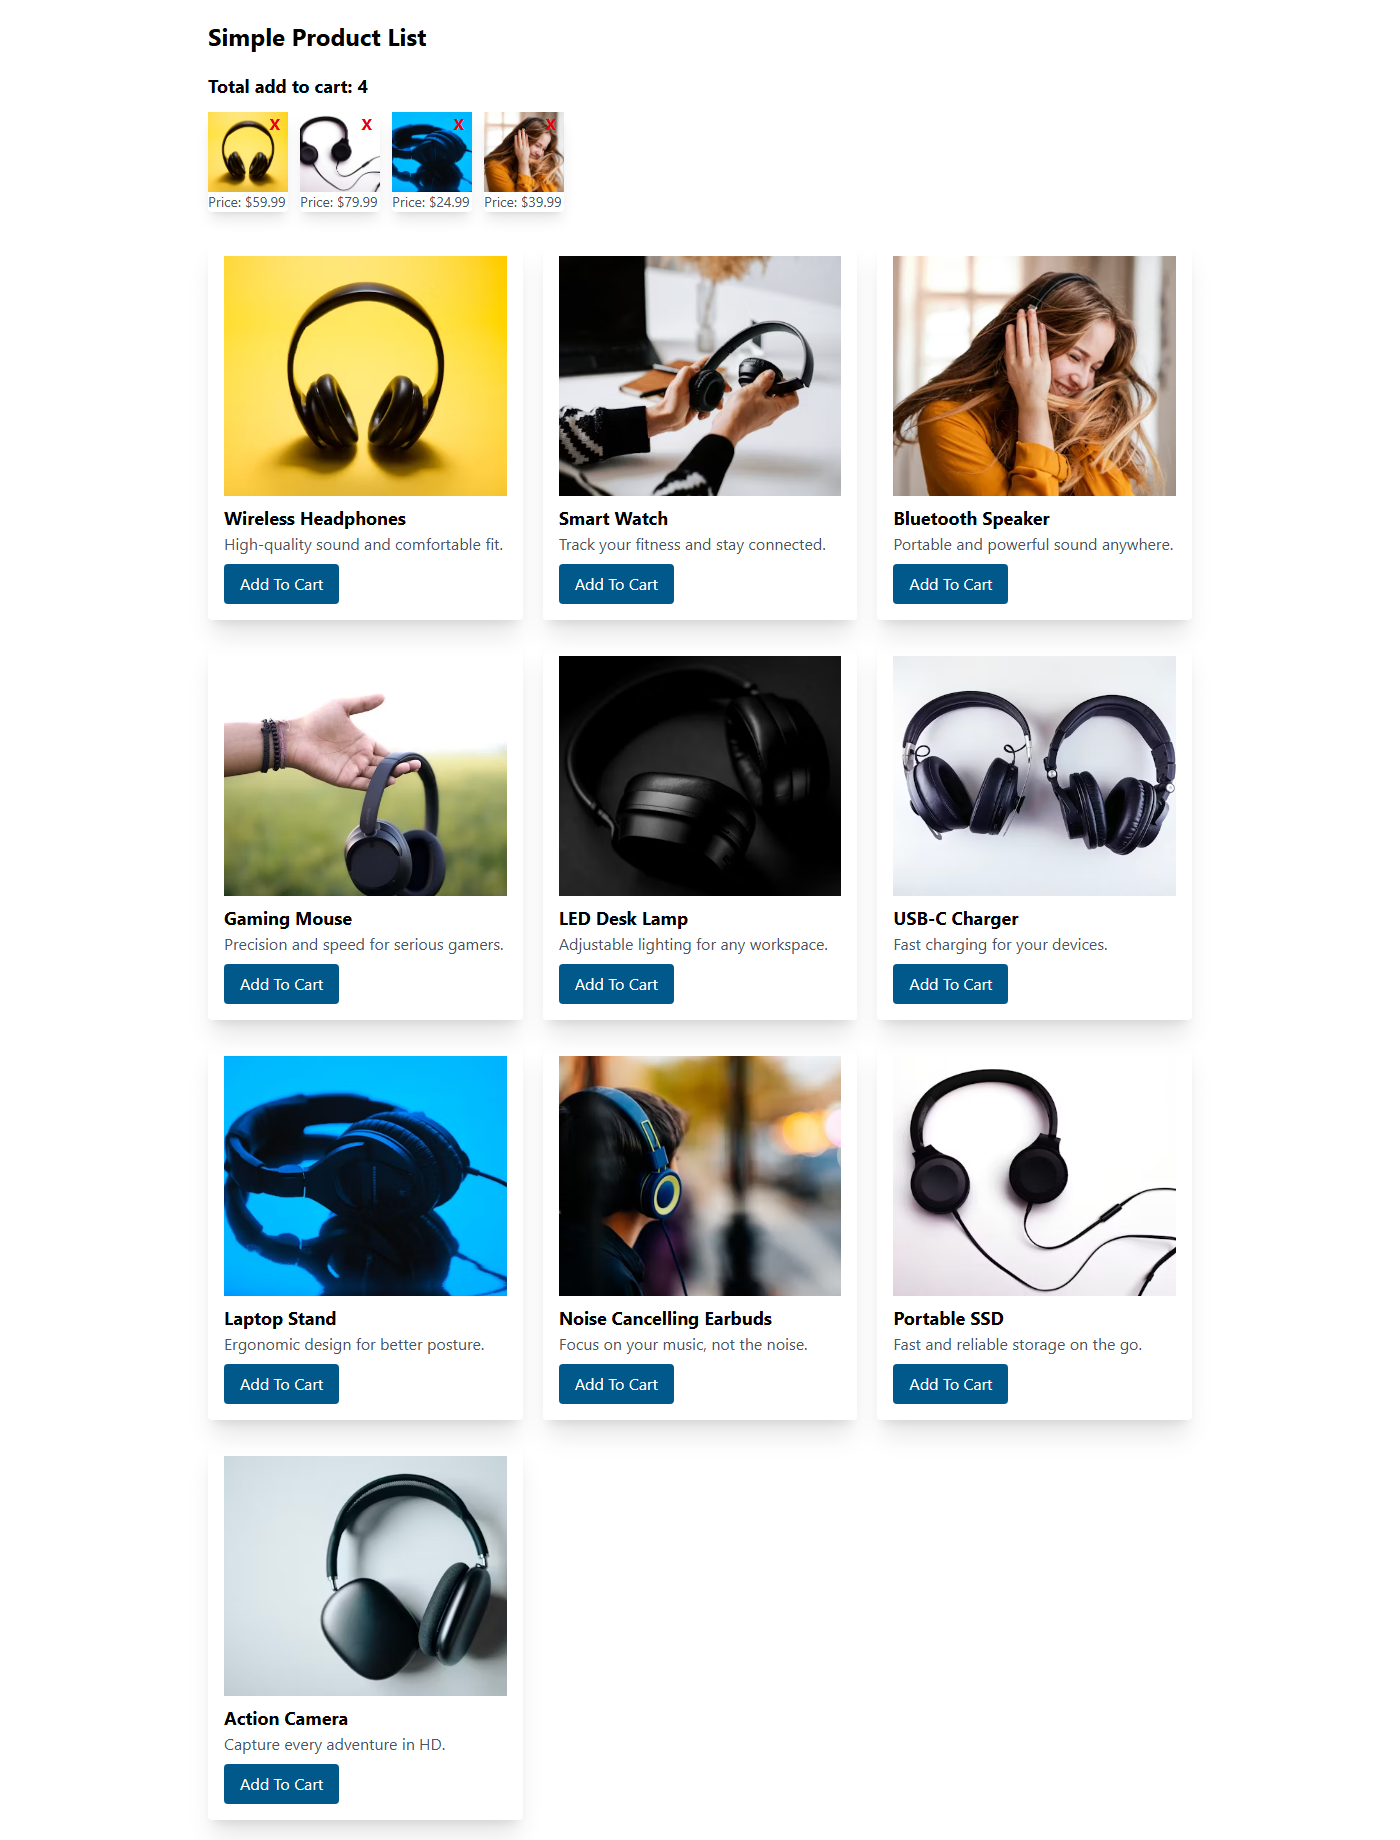 Simple Product List
Total add to cart: 4
X X X X
Price: $59.99 Price: $79.99 Price: $24.99 Price: $39.99
Wireless Headphones
High-quality sound and comfortable fit.
Add To Cart
Smart Watch
Track your fitness and stay connected.
Add To Cart
Bluetooth Speaker
Portable and powerful sound anywhere.
Add To Cart
Gaming Mouse
Precision and speed for serious gamers.
Add To Cart
LED Desk Lamp
Adjustable lighting for any workspace.
Add To Cart
USB-C Charger
Fast charging for your devices.
Add To Cart
Laptop Stand
Ergonomic design for better posture.
Add To Cart
Noise Cancelling Earbuds
Focus on your music, not the noise.
Add To Cart
Portable SSD
Fast and reliable storage on the go.
Add To Cart
Action Camera
Capture every adventure in HD.
Add To Cart